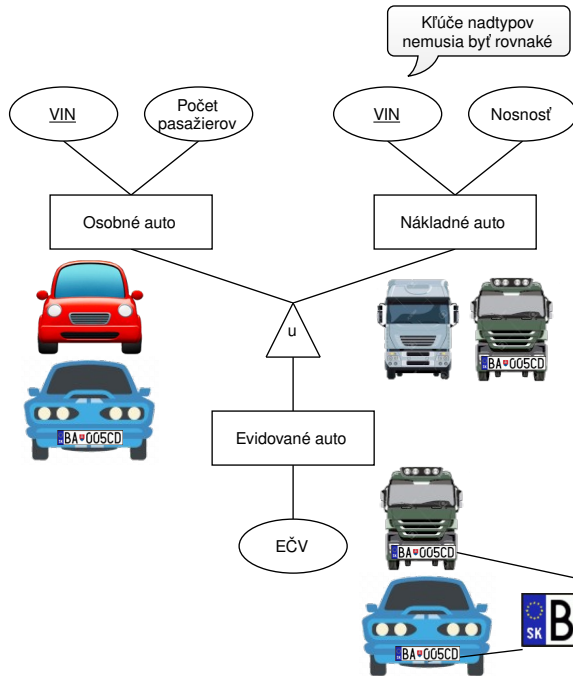 Kľúče nadtypov
nemusia byť rovnaké
VIN
Počet
pasažierov
VIN
Nosnosť
Osobné auto
Nákladné auto
u
BA 005CD
BA 005CD
Evidované auto
EČV
BA 005CD
BA 005CD
SK B